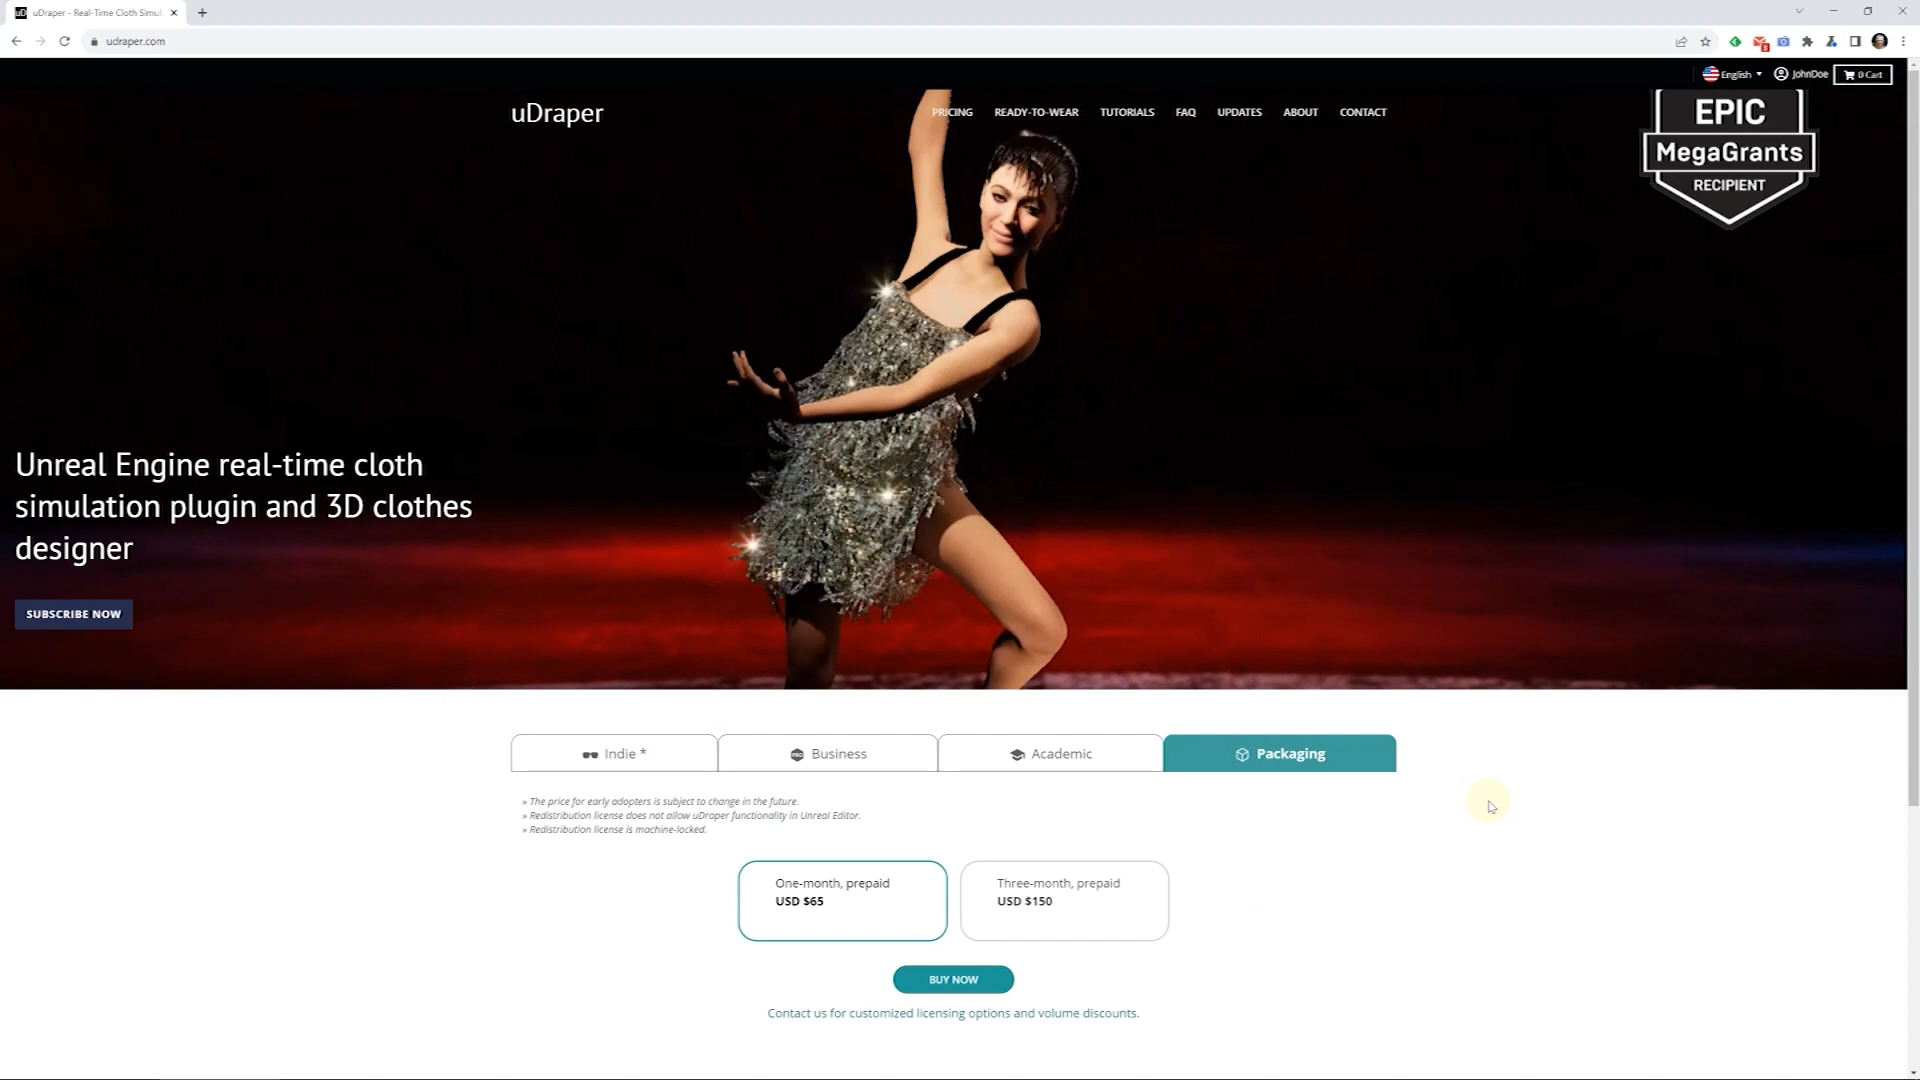 uDraper - Real-Time Cloth Simul
udraper.com
English
JohnDoe
0 Cart
uDraper
PRICING
READY-TO-WEAR
TUTORIALS
FAQ
UPDATES
ABOUT
CONTACT
EPIC
MegaGrants
RECIPIENT
Unreal Engine real-time cloth
simulation plugin and 3D clothes
designer
SUBSCRIBE NOW
Indie *
Business
Academic
Packaging
» The price for early adopters is subject to change in the future.
» Redistribution license does not allow uDraper functionality in Unreal Editor.
» Redistribution license is machine-locked.
One-month, prepaid
USD $65
Three-month, prepaid
USD $150
BUY NOW
Contact us for customized licensing options and volume discounts.